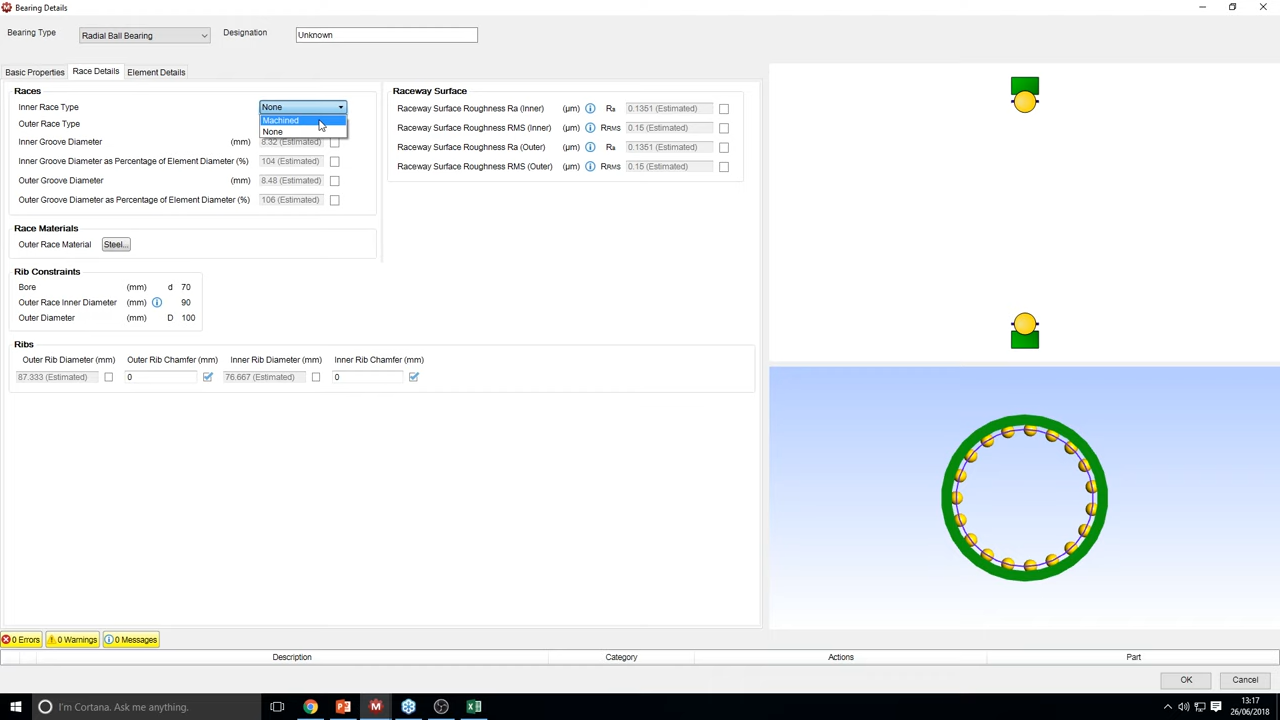 Bearing Details
Bearing Type Radial Ball Bearing Designation Unknown
Basic Properties Race Details Element Details
Races
Inner Race Type None
Machined
None
Outer Race Type
Inner Groove Diameter (mm) 8.32 (Estimated)
Inner Groove Diameter as Percentage of Element Diameter (%) 104 (Estimated)
Outer Groove Diameter (mm) 8.48 (Estimated)
Outer Groove Diameter as Percentage of Element Diameter (%) 106 (Estimated)
Raceway Surface
Raceway Surface Roughness Ra (Inner) (µm) Ra 0.1351 (Estimated)
Raceway Surface Roughness RMS (Inner) (µm) RRMS 0.15 (Estimated)
Raceway Surface Roughness Ra (Outer) (µm) Ra 0.1351 (Estimated)
Raceway Surface Roughness RMS (Outer) (µm) RRMS 0.15 (Estimated)
Race Materials
Outer Race Material Steel...
Rib Constraints
Bore (mm) d 70
Outer Race Inner Diameter (mm) 90
Outer Diameter (mm) D 100
Ribs
Outer Rib Diameter (mm) Outer Rib Chamfer (mm) Inner Rib Diameter (mm) Inner Rib Chamfer (mm)
87.333 (Estimated) 0 76.667 (Estimated) 0
0 Errors 0 Warnings 0 Messages
Description Category Actions Part
OK Cancel
I'm Cortana. Ask me anything.
13:17
26/06/2018